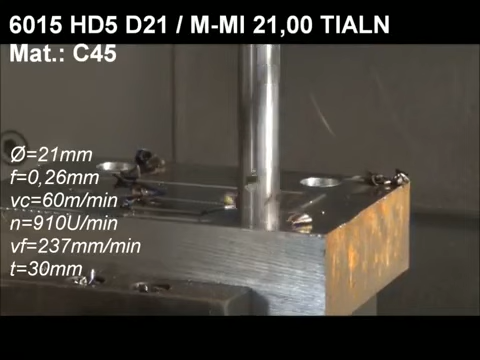 6015 HD5 D21 / M-MI 21,00 TIALN
Mat.: C45
Ø=21mm
f=0,26mm
vc=60m/min
n=910U/min
vf=237mm/min
t=30mm